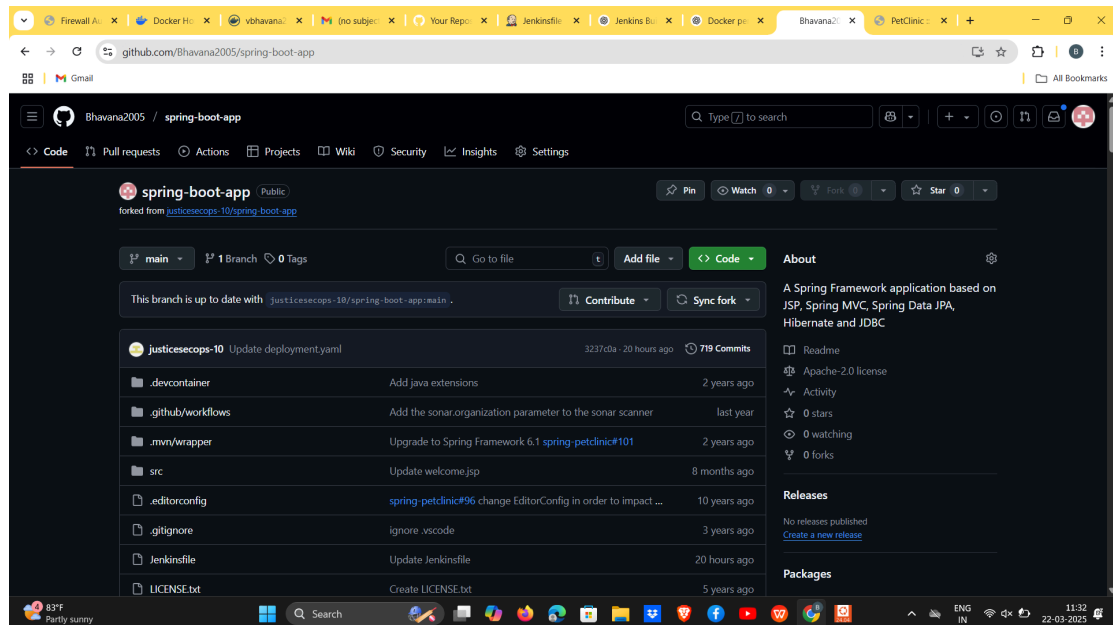 Firewall Au
Docker Ho
vbhavana2
(no subjec
Your Repo
Jenkinsfile
Jenkins Bu
Docker pe
Bhavana20
PetClinic ::
github.com/Bhavana2005/spring-boot-app
B
Gmail
All Bookmarks
Bhavana2005 / spring-boot-app
Type / to search
Code
Pull requests
Actions
Projects
Wiki
Security
Insights
Settings
spring-boot-app Public
Pin
Watch 0
Fork 0
Star 0
forked from justicesecops-10/spring-boot-app
main
1 Branch
0 Tags
Go to file t
Add file
Code
About
A Spring Framework application based on
JSP, Spring MVC, Spring Data JPA,
Hibernate and JDBC
This branch is up to date with justicesecops-10/spring-boot-app:main .
Contribute
Sync fork
justicesecops-10 Update deployment.yaml 3237c0a · 20 hours ago 719 Commits
.devcontainer Add java extensions 2 years ago
.github/workflows Add the sonar.organization parameter to the sonar scanner last year
.mvn/wrapper Upgrade to Spring Framework 6.1 spring-petclinic#101 2 years ago
src Update welcome.jsp 8 months ago
.editorconfig spring-petclinic#96 change EditorConfig in order to impact ... 10 years ago
.gitignore ignore .vscode 3 years ago
Jenkinsfile Update Jenkinsfile 20 hours ago
LICENSE.txt Create LICENSE.txt 5 years ago
Readme
Apache-2.0 license
Activity
0 stars
0 watching
0 forks
Releases
No releases published
Create a new release
Packages
4
83°F
Partly sunny
Search
B
24.04
ENG
IN
11:32
22-03-2025